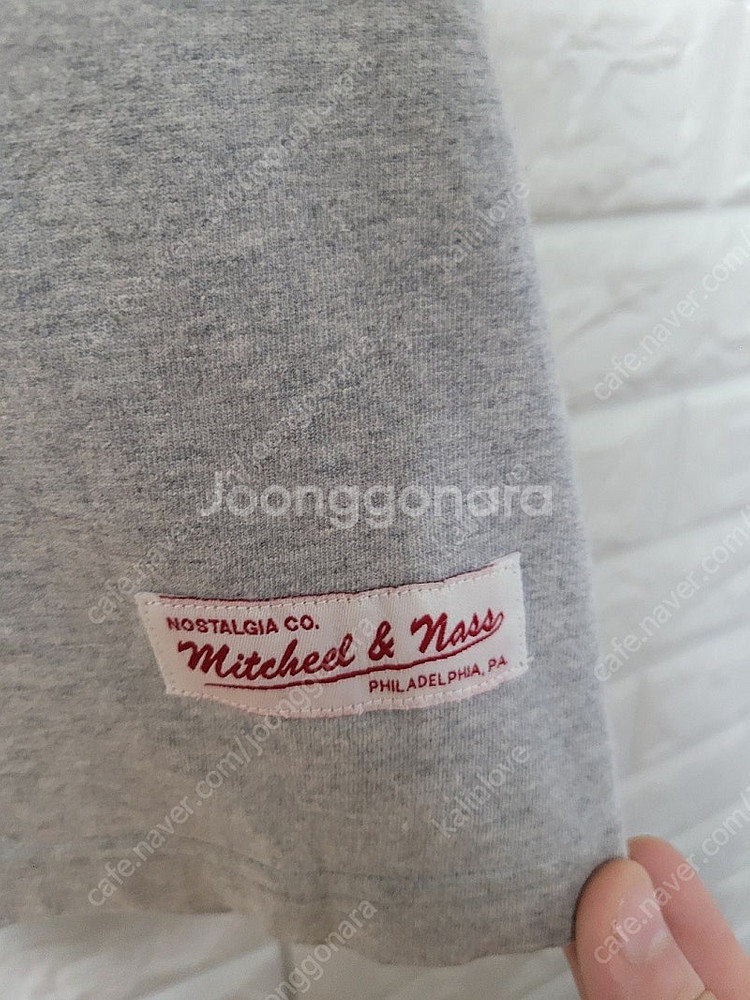 Joonggonara
NOSTALGIA CO.
Mitcheel & Nass
PHILADELPHIA, PA
cafe.naver.com/joonggonara
kalinlove